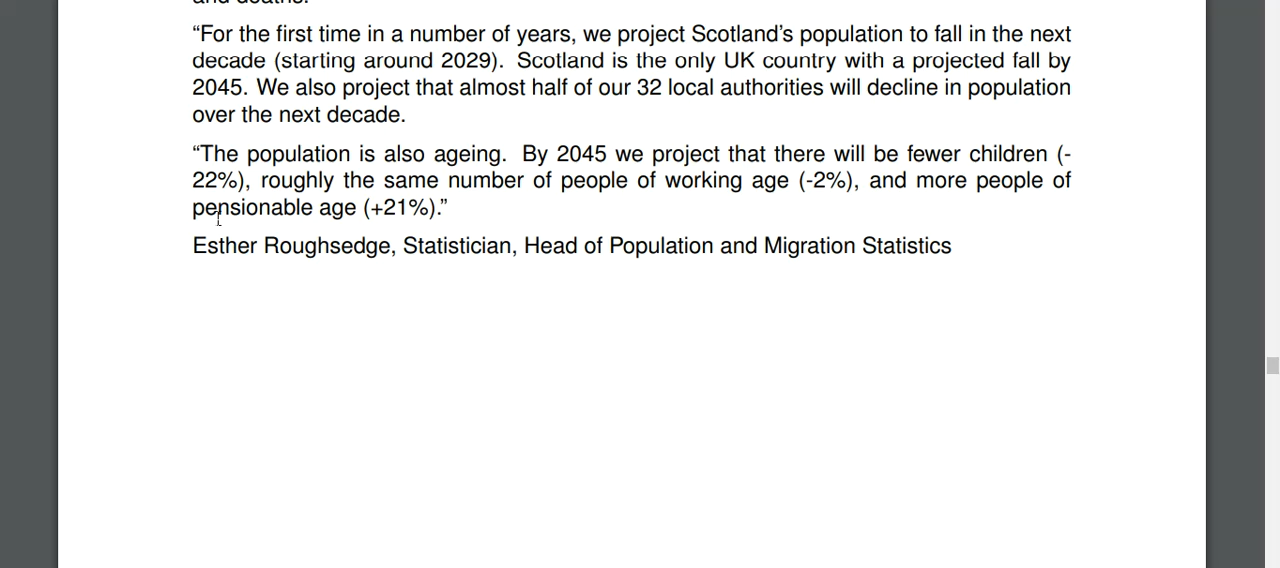 and deaths.
“For the first time in a number of years, we project Scotland’s population to fall in the next
decade (starting around 2029). Scotland is the only UK country with a projected fall by
2045. We also project that almost half of our 32 local authorities will decline in population
over the next decade.
“The population is also ageing. By 2045 we project that there will be fewer children (-
22%), roughly the same number of people of working age (-2%), and more people of
pensionable age (+21%).”
Esther Roughsedge, Statistician, Head of Population and Migration Statistics